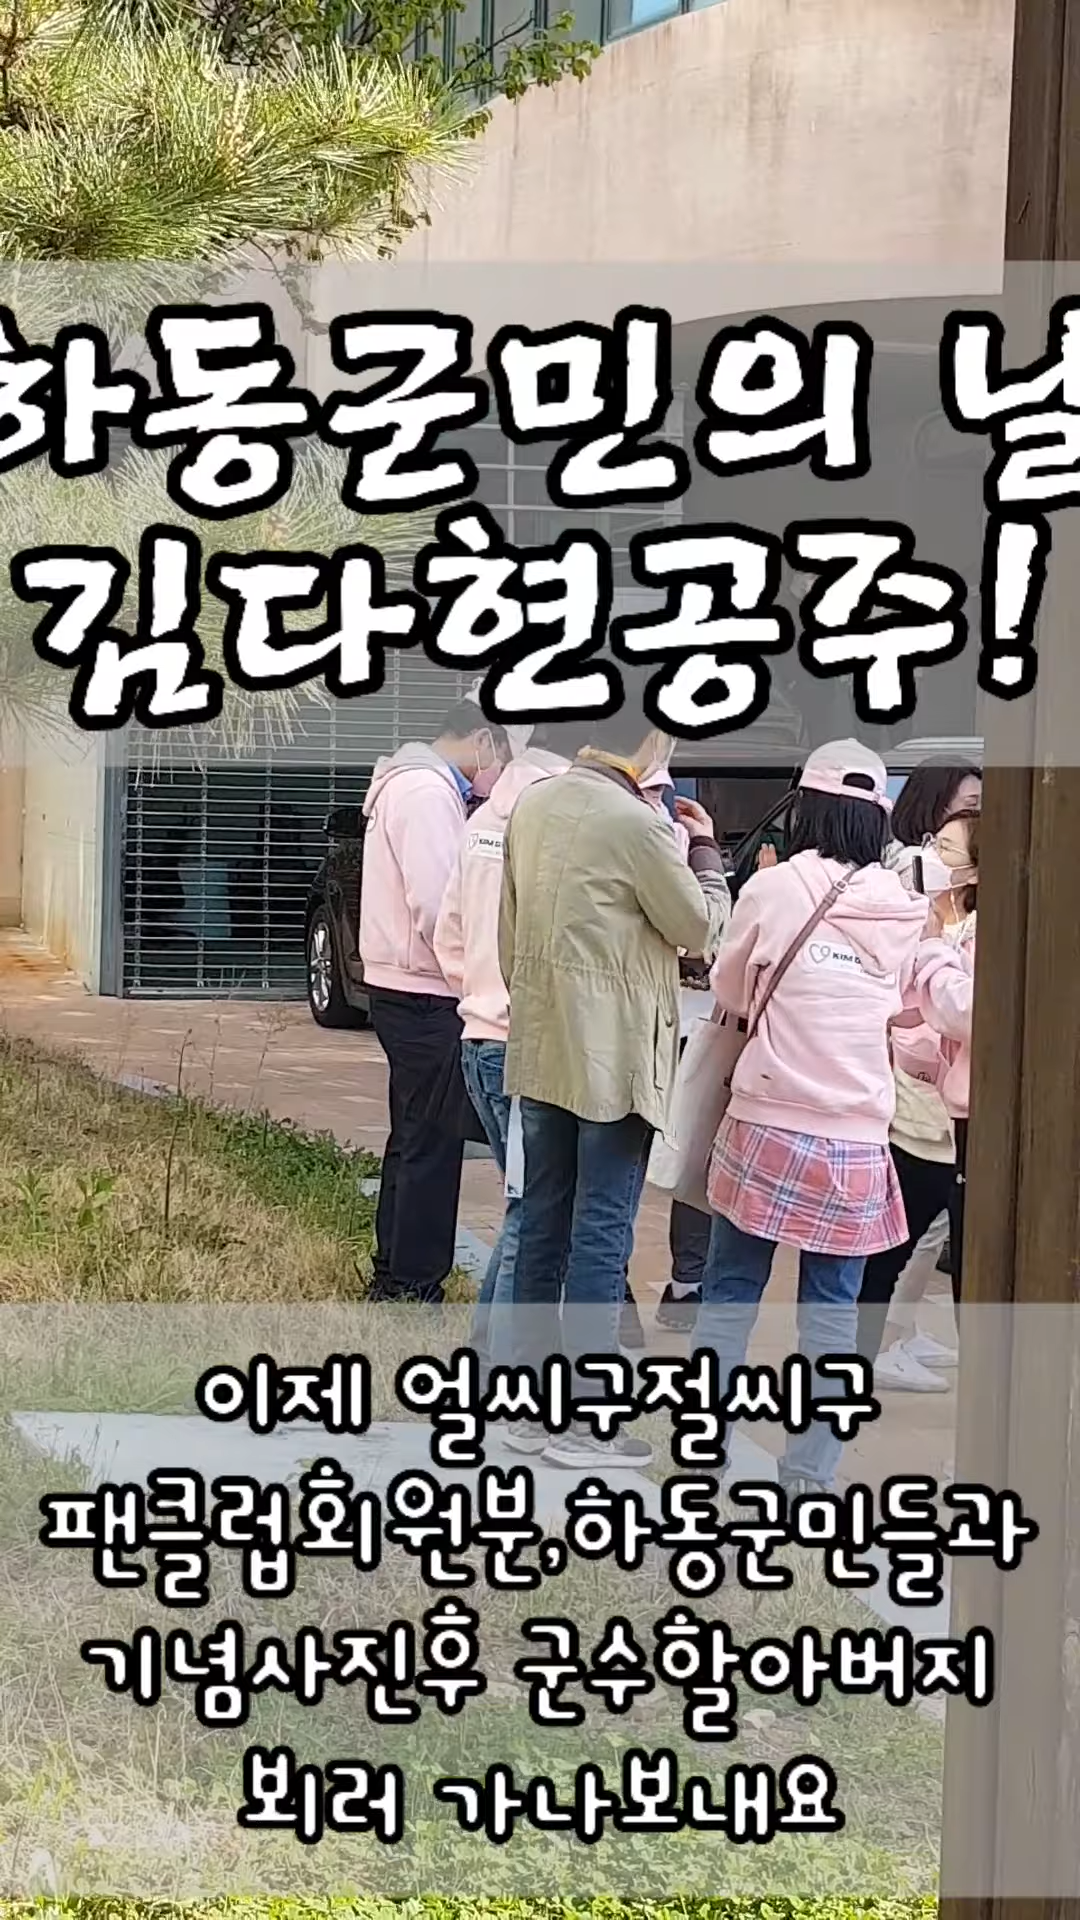 하동군민의 날
김다현공주!
KIM
KIM
이제 얼씨구절씨구
팬클럽회원분,하동군민들과
기념사진후 군수할아버지
뵈러 가나보내요